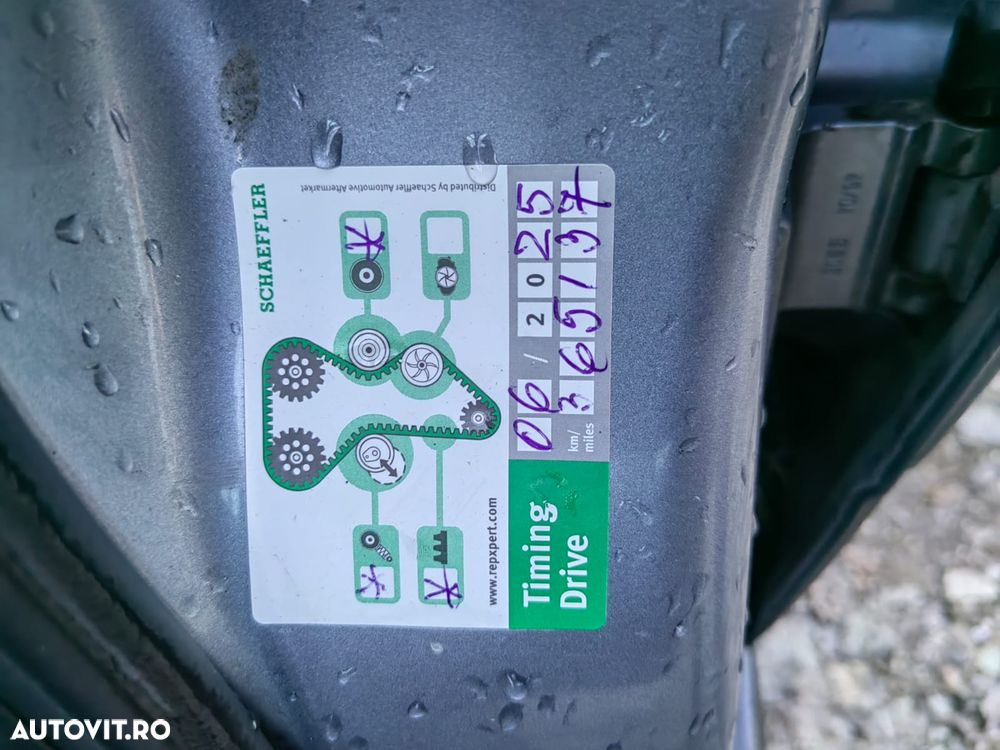 SCHAEFFLER
Distributed by Schaeffler Automotive Aftermarket
www.repxpert.com
Timing
Drive
06 / 2025
km/
miles
365137
AUTOVIT.RO